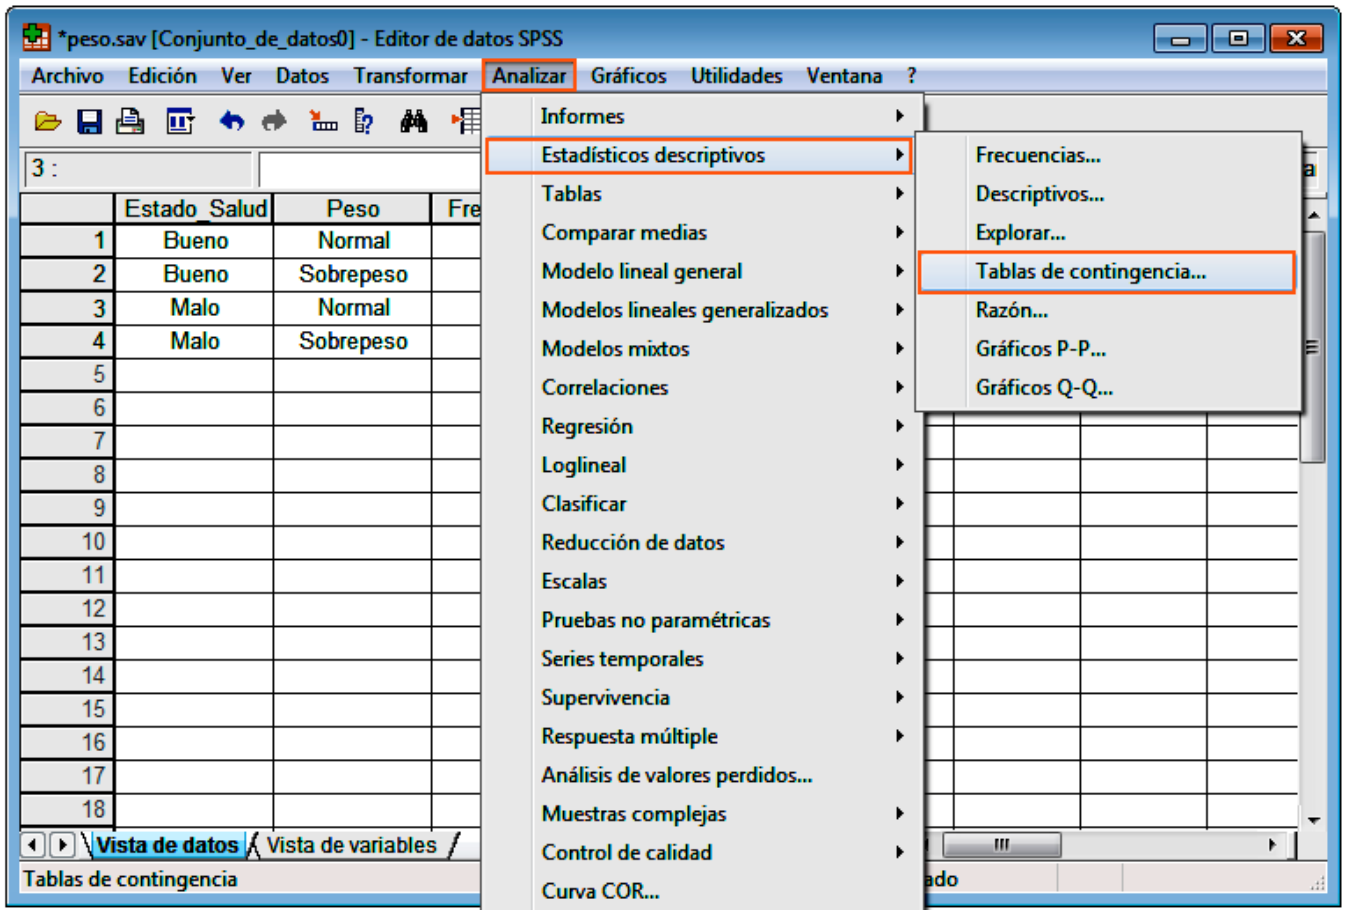 *peso.sav [Conjunto_de_datos0] - Editor de datos SPSS
Archivo Edición Ver Datos Transformar Analizar Gráficos Utilidades Ventana ?
3 :
Estado_Salud Peso Fre
1 Bueno Normal
2 Bueno Sobrepeso
3 Malo Normal
4 Malo Sobrepeso
5
6
7
8
9
10
11
12
13
14
15
16
17
18
Informes
Estadísticos descriptivos
Tablas
Comparar medias
Modelo lineal general
Modelos lineales generalizados
Modelos mixtos
Correlaciones
Regresión
Loglineal
Clasificar
Reducción de datos
Escalas
Pruebas no paramétricas
Series temporales
Supervivencia
Respuesta múltiple
Análisis de valores perdidos...
Muestras complejas
Control de calidad
Curva COR...
Frecuencias...
Descriptivos...
Explorar...
Tablas de contingencia...
Razón...
Gráficos P-P...
Gráficos Q-Q...
a
Vista de datos Vista de variables
Tablas de contingencia
ado